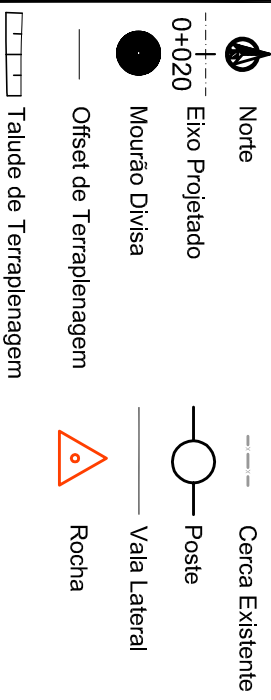 Norte
0+020
Eixo Projetado
Mourão Divisa
Offset de Terraplenagem
Talude de Terraplenagem
x x
Cerca Existente
Poste
Vala Lateral
Rocha